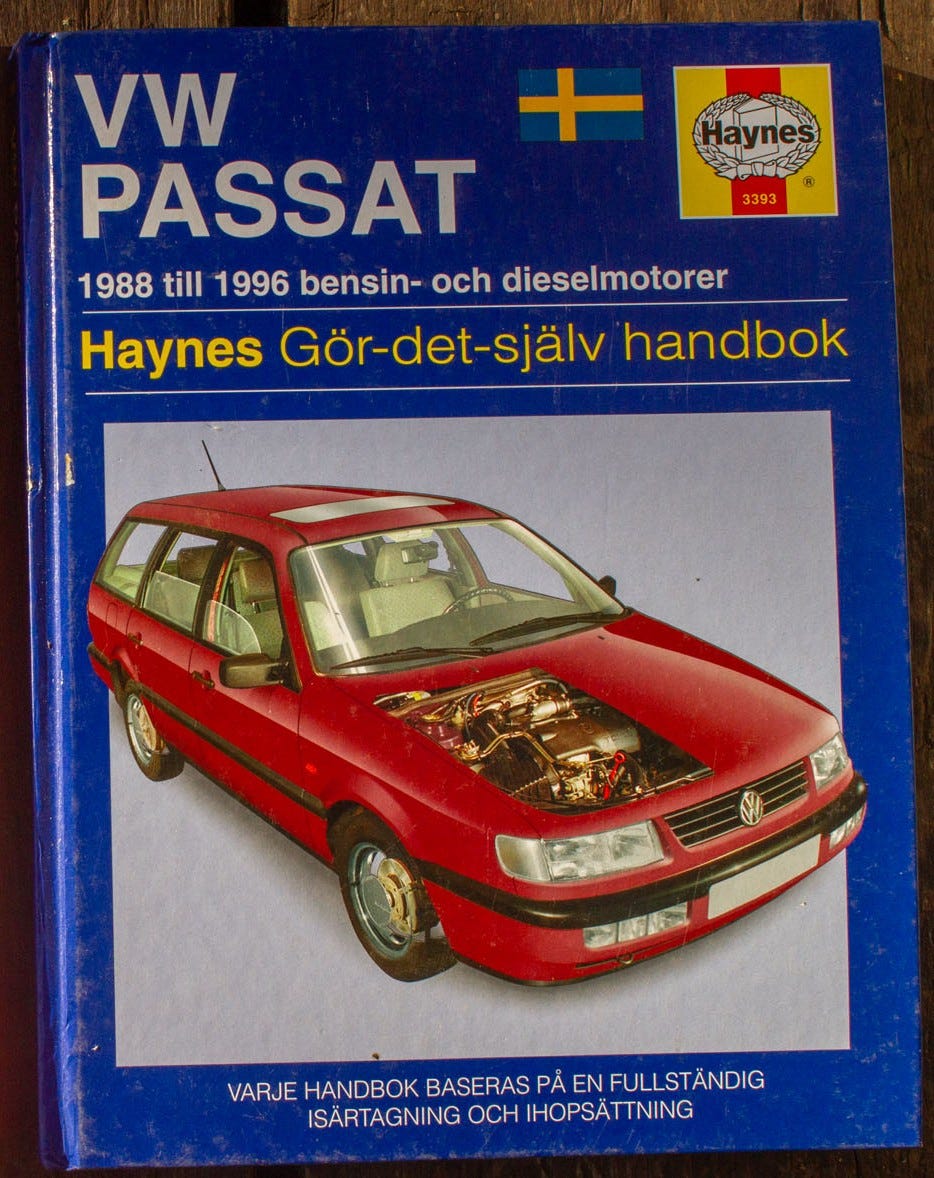 VW
PASSAT
Haynes
®
3393
1988 till 1996 bensin- och dieselmotorer
Haynes Gör-det-själv handbok
VARJE HANDBOK BASERAS PÅ EN FULLSTÄNDIG
ISÄRTAGNING OCH IHOPSÄTTNING